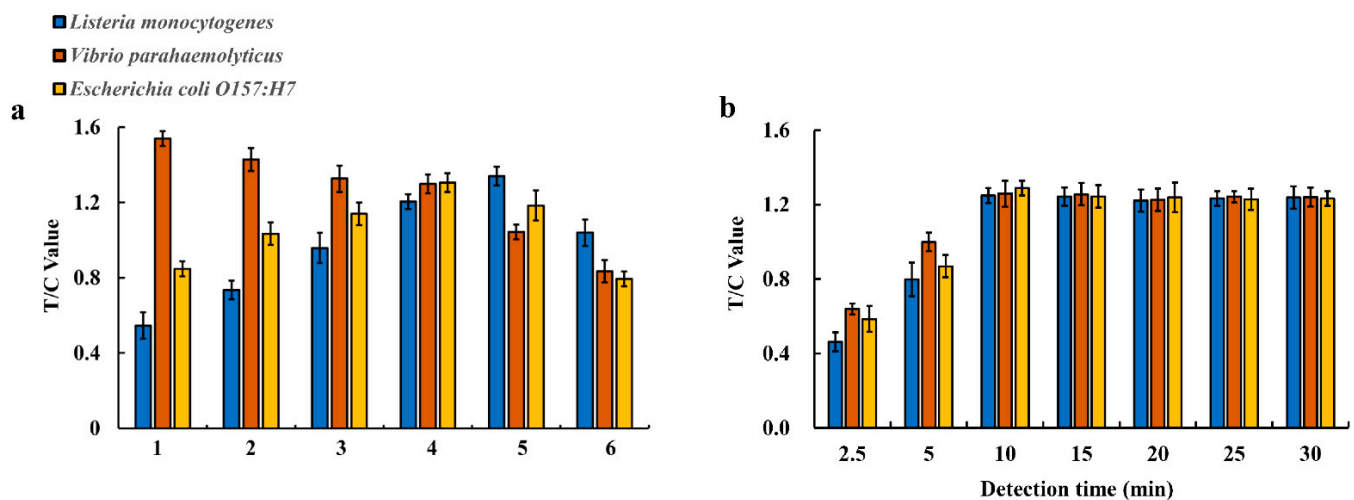 Listeria monocytogenes
Vibrio parahaemolyticus
Escherichia coli O157:H7
a
T/C Value
1.6
1.2
0.8
0.4
0
1 2 3 4 5 6
b
T/C Value
1.6
1.2
0.8
0.4
0.0
2.5 5 10 15 20 25 30
Detection time (min)